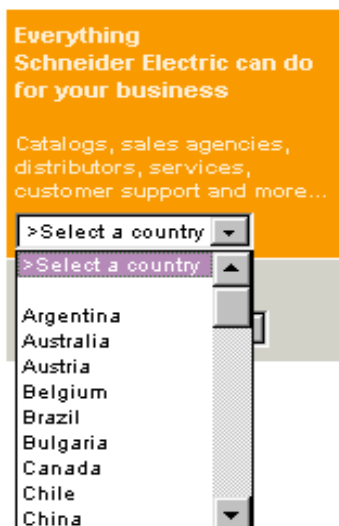 Everything
Schneider Electric can do
for your business
Catalogs, sales agencies,
distributors, services,
customer support and more...
>Select a country
>Select a country
Argentina
Australia
Austria
Belgium
Brazil
Bulgaria
Canada
Chile
China